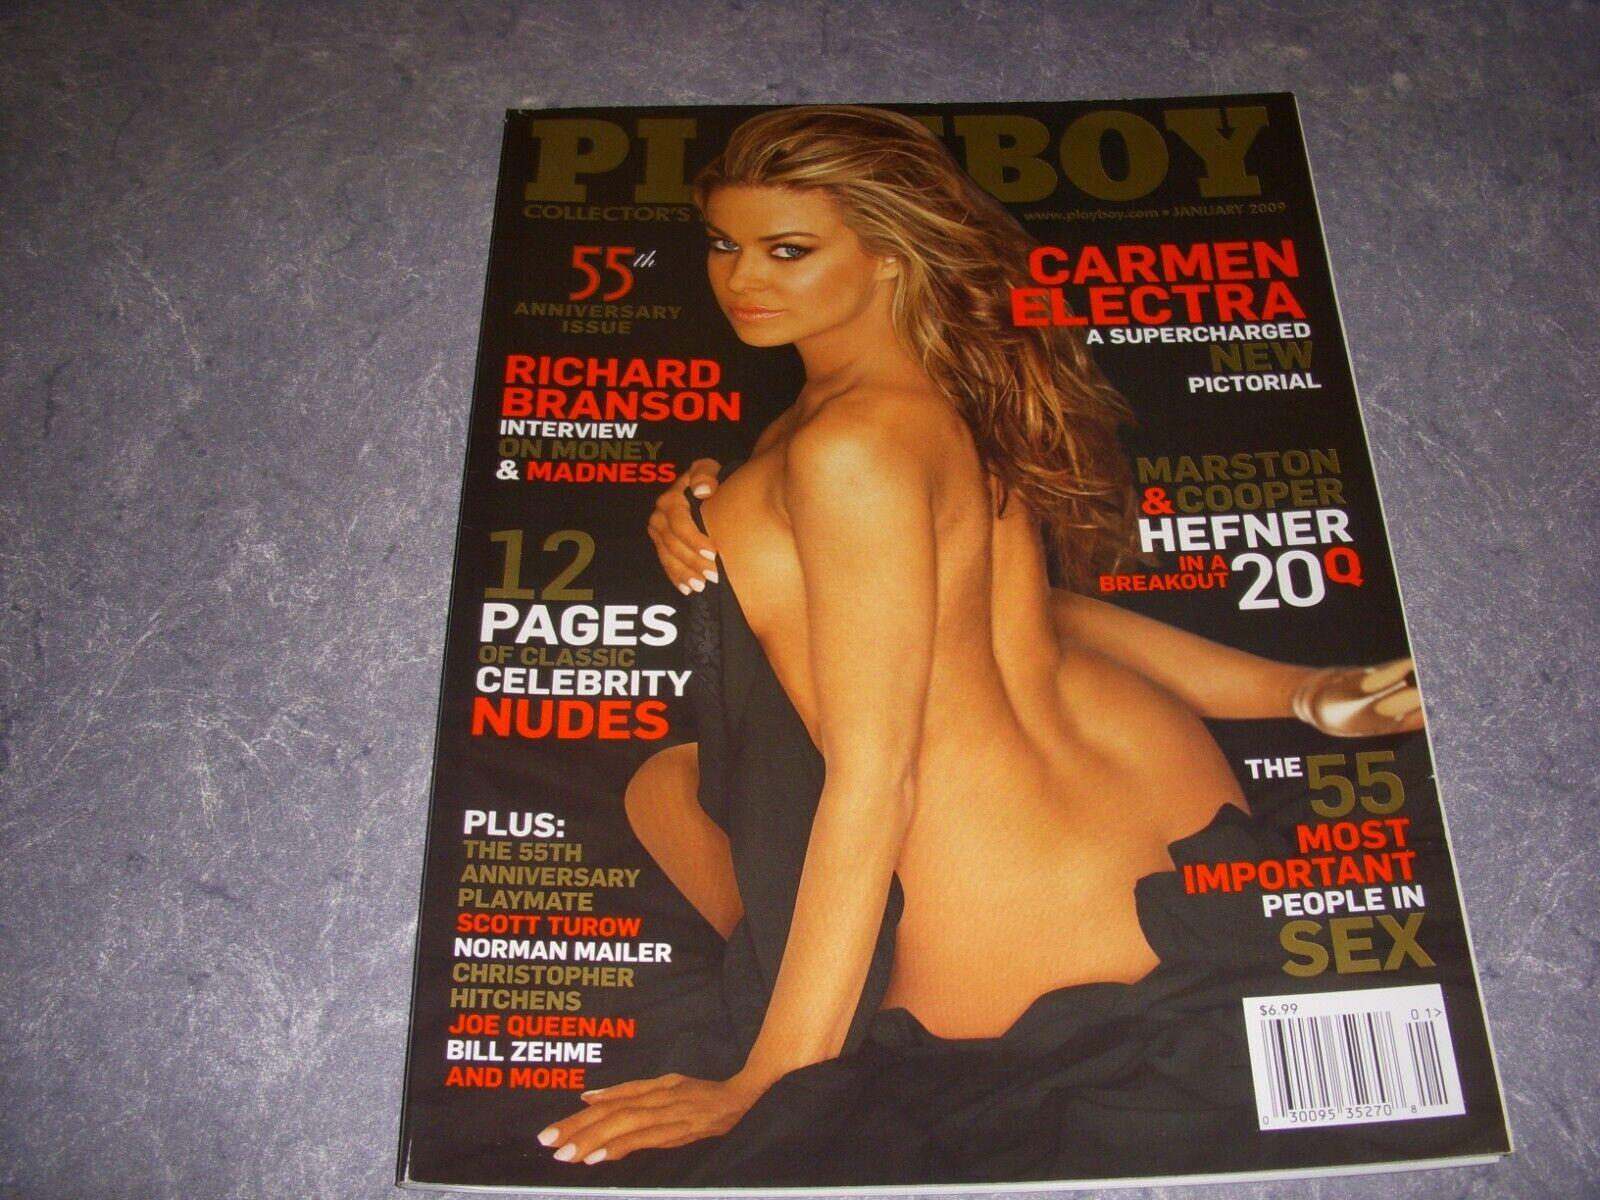 PL YBOY
COLLECTOR'S
www.playboy.com • JANUARY 2009
55th
ANNIVERSARY
ISSUE
CARMEN
ELECTRA
A SUPERCHARGED
NEW
PICTORIAL
RICHARD
BRANSON
INTERVIEW
ON MONEY
& MADNESS
MARSTON
& COOPER
HEFNER
IN A
BREAKOUT
20Q
12
PAGES
OF CLASSIC
CELEBRITY
NUDES
THE 55
MOST
IMPORTANT
PEOPLE IN
SEX
PLUS:
THE 55TH
ANNIVERSARY
PLAYMATE
SCOTT TUROW
NORMAN MAILER
CHRISTOPHER
HITCHENS
JOE QUEENAN
BILL ZEHME
AND MORE
$6.99
01>
0 30095 35270 8